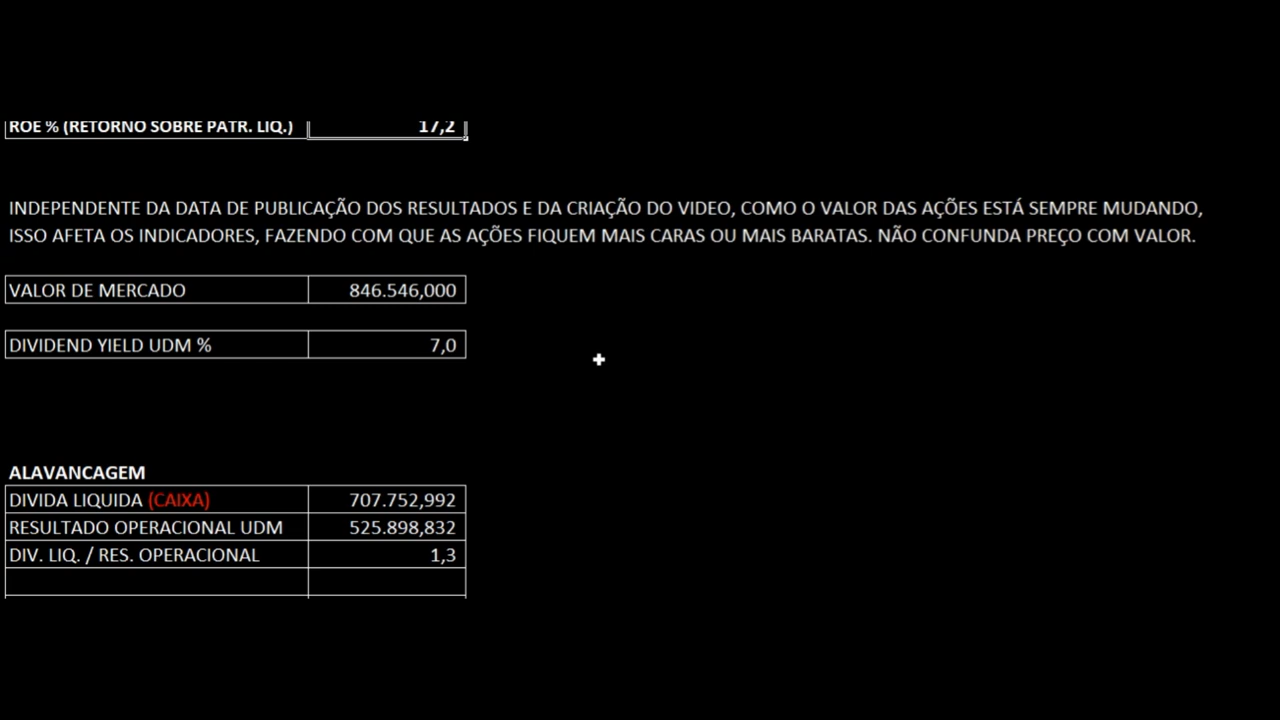 ROE % (RETORNO SOBRE PATR. LIQ.) 17,2
INDEPENDENTE DA DATA DE PUBLICAÇÃO DOS RESULTADOS E DA CRIAÇÃO DO VIDEO, COMO O VALOR DAS AÇÕES ESTÁ SEMPRE MUDANDO,
ISSO AFETA OS INDICADORES, FAZENDO COM QUE AS AÇÕES FIQUEM MAIS CARAS OU MAIS BARATAS. NÃO CONFUNDA PREÇO COM VALOR.
VALOR DE MERCADO 846.546,000
DIVIDEND YIELD UDM % 7,0
ALAVANCAGEM
DIVIDA LIQUIDA (CAIXA) 707.752,992
RESULTADO OPERACIONAL UDM 525.898,832
DIV. LIQ. / RES. OPERACIONAL 1,3